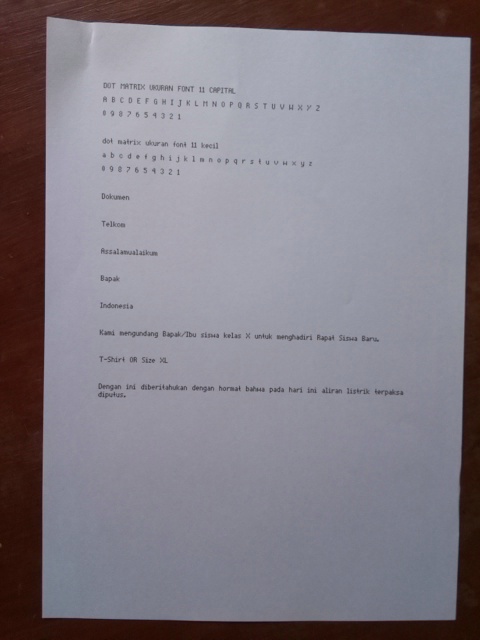 DOT MATRIX UKURAN FONT 11 CAPITAL
A B C D E F G H I J K L M N O P Q R S T U V W X Y Z
0 9 8 7 6 5 4 3 2 1
dot matrix ukuran font 11 kecil
a b c d e f g h i j k l m n o p q r s t u v w x y z
0 9 8 7 6 5 4 3 2 1
Dokumen
Telkom
Assalamualaikum
Bapak
Indonesia
Kami mengundang Bapak/Ibu siswa kelas X untuk menghadiri Rapat Siswa Baru.
T-Shirt OR Size XL
Dengan ini diberitahukan dengan hormat bahwa pada hari ini aliran listrik terpaksa
diputus.